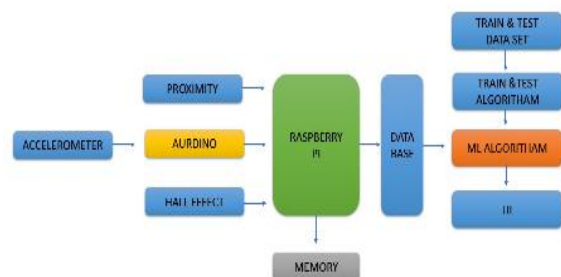 TRAIN & TEST
DATA SET
PROXIMITY
TRAIN & TEST
ALGORITHAM
ACCELEROMETER
AURDINO
RASPBERRY
PI
DATA
BASE
ML ALGORITHAM
HALL EFFECT
UI
MEMORY